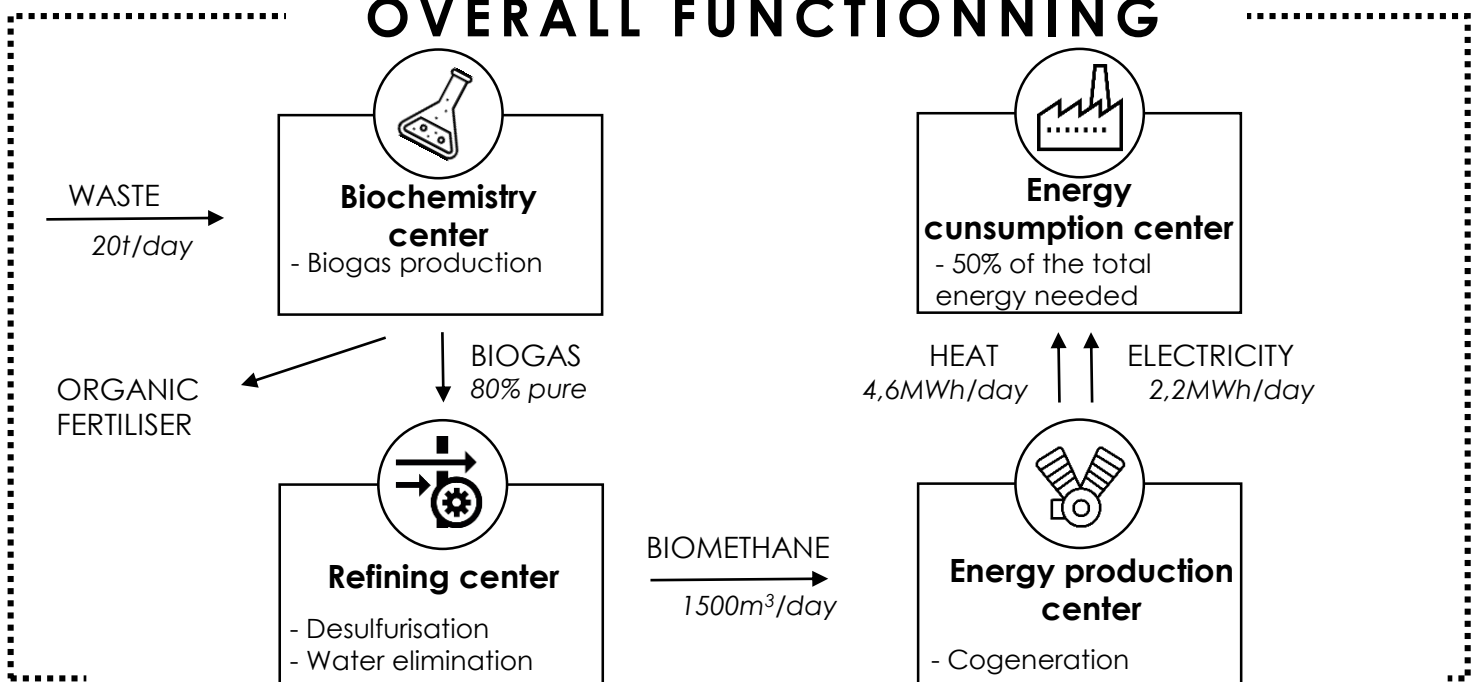 OVERALL FUNCTIONNING
WASTE
20t/day
Biochemistry
center
- Biogas production
Energy
cunsumption center
- 50% of the total
energy needed
ORGANIC
FERTILISER
BIOGAS
80% pure
HEAT
4,6MWh/day
ELECTRICITY
2,2MWh/day
Refining center
- Desulfurisation
- Water elimination
BIOMETHANE
1500m³/day
Energy production
center
- Cogeneration